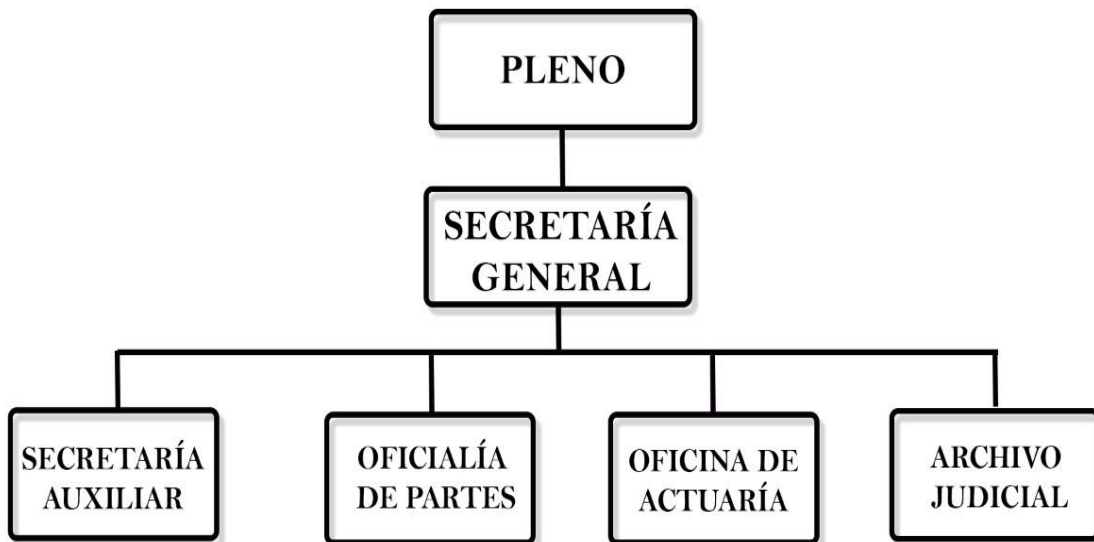 PLENO
SECRETARÍA
GENERAL
SECRETARÍA
AUXILIAR
OFICIALÍA
DE PARTES
OFICINA DE
ACTUARÍA
ARCHIVO
JUDICIAL